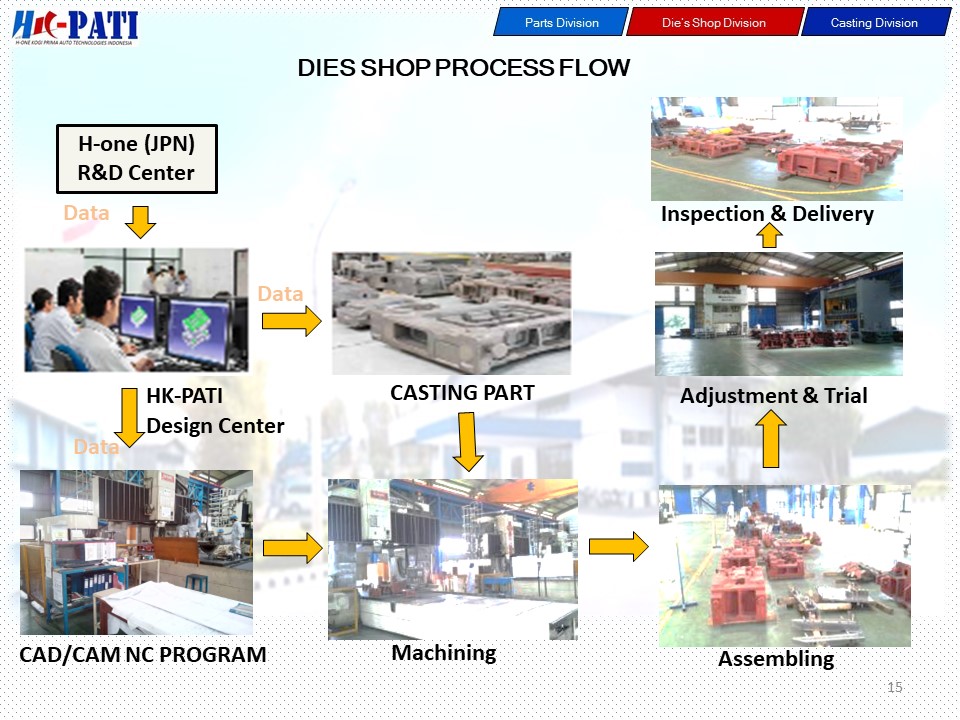 HK-PATI
H-ONE KOGI PRIMA AUTO TECHNOLOGIES INDONESIA
Parts Division
Die's Shop Division
Casting Division
DIES SHOP PROCESS FLOW
H-one (JPN)
R&D Center
Data
Inspection & Delivery
Data
HK-PATI
Design Center
CASTING PART
Adjustment & Trial
Data
CAD/CAM NC PROGRAM
Machining
Assembling
15